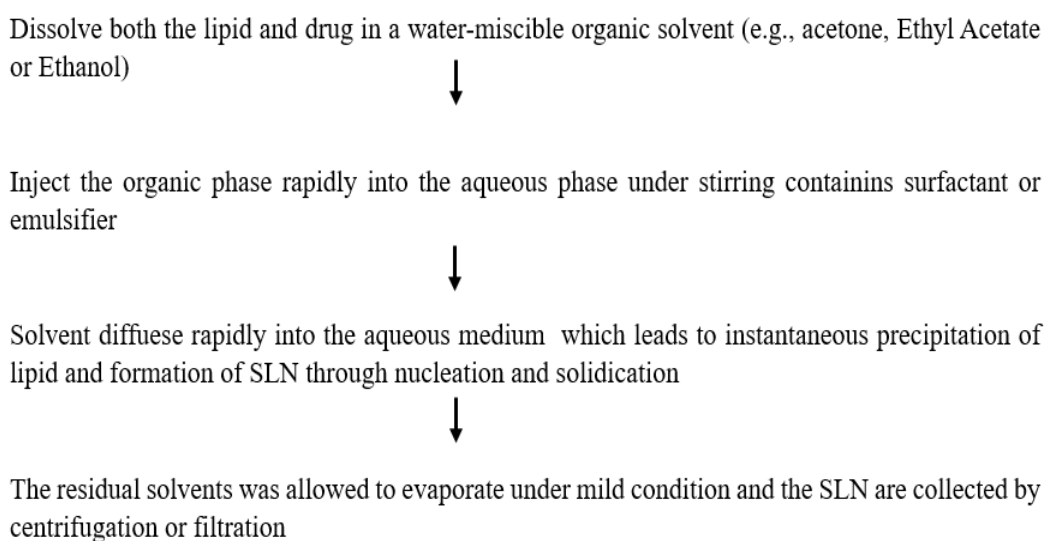 Dissolve both the lipid and drug in a water-miscible organic solvent (e.g., acetone, Ethyl Acetate
or Ethanol)
Inject the organic phase rapidly into the aqueous phase under stirring containins surfactant or
emulsifier
Solvent diffuese rapidly into the aqueous medium which leads to instantaneous precipitation of
lipid and formation of SLN through nucleation and solidication
The residual solvents was allowed to evaporate under mild condition and the SLN are collected by
centrifugation or filtration